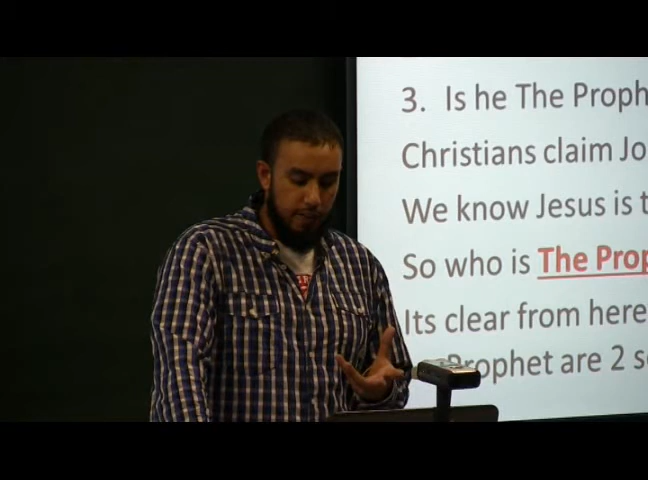 3. Is he The Proph
Christians claim Jo
We know Jesus is t
So who is The Prop
Its clear from here
Prophet are 2 s